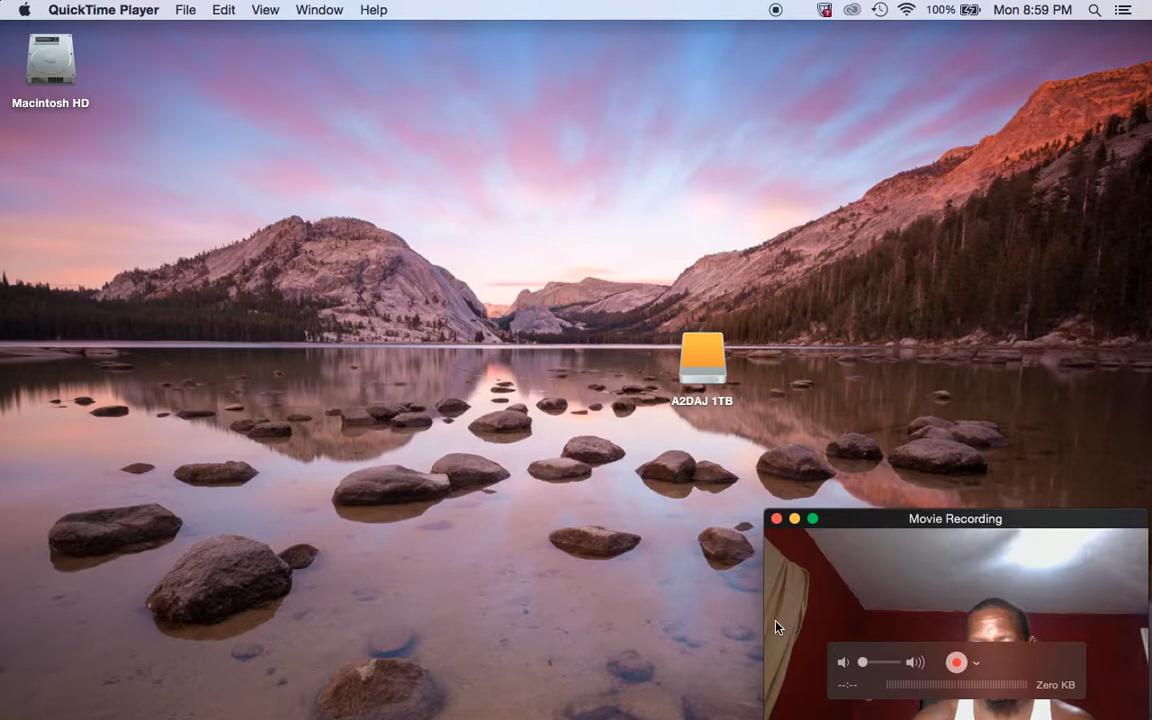 QuickTime Player File Edit View Window Help 100% Mon 8:59 PM
Macintosh HD
A2DAJ 1TB
Movie Recording
--:-- Zero KB